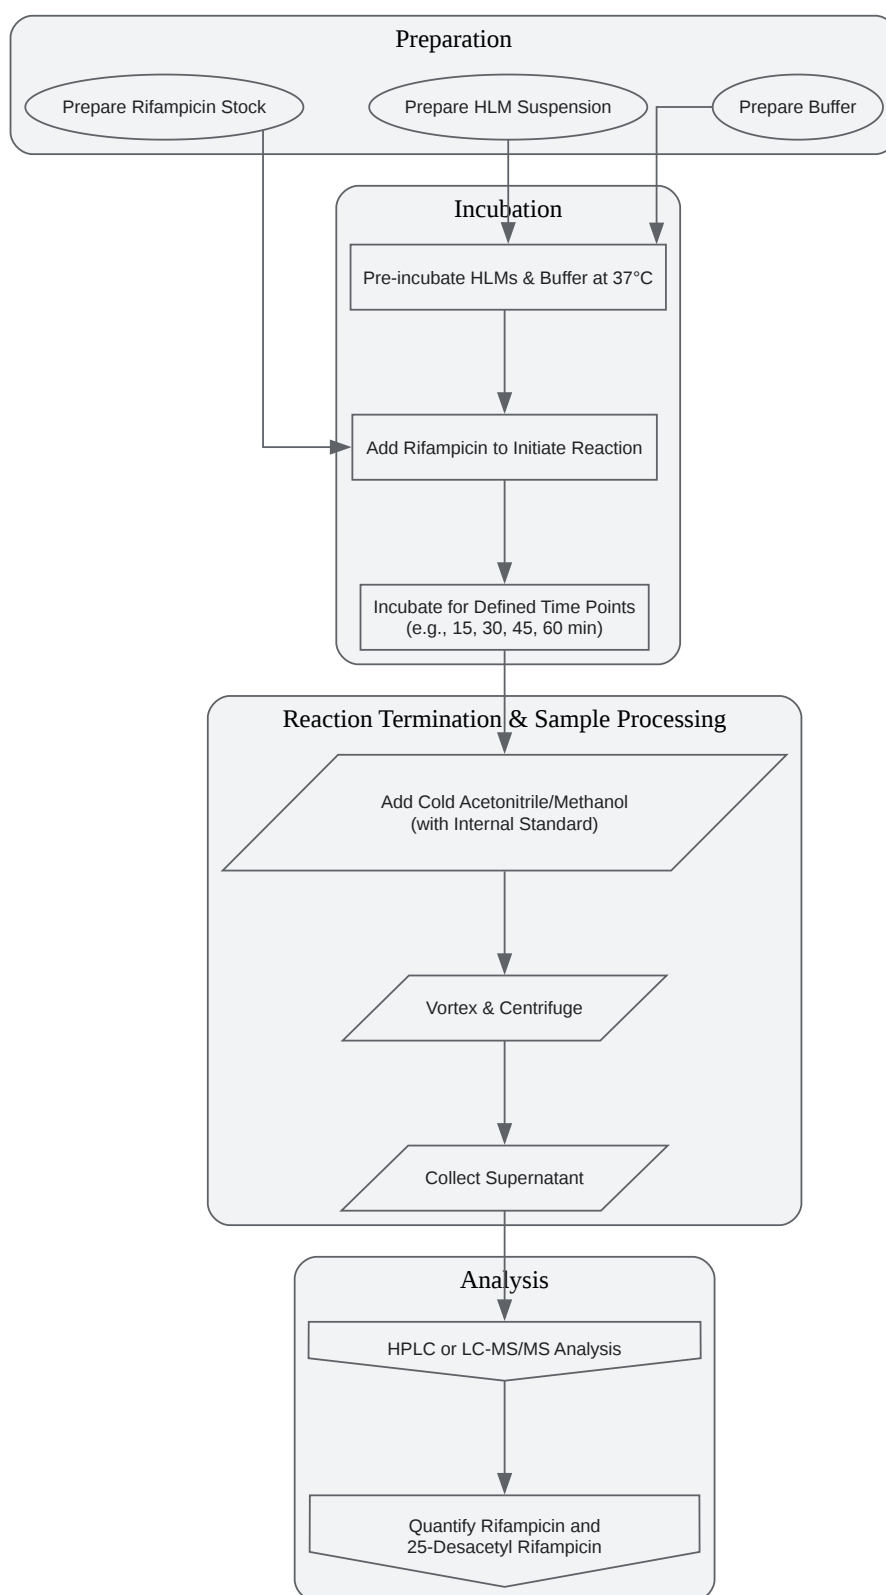 Preparation
Prepare Rifampicin Stock
Prepare HLM Suspension
Prepare Buffer
Incubation
Pre-incubate HLMs & Buffer at 37°C
Add Rifampicin to Initiate Reaction
Incubate for Defined Time Points
(e.g., 15, 30, 45, 60 min)
Reaction Termination & Sample Processing
Add Cold Acetonitrile/Methanol
(with Internal Standard)
Vortex & Centrifuge
Collect Supernatant
Analysis
HPLC or LC-MS/MS Analysis
Quantify Rifampicin and
25-Desacetyl Rifampicin